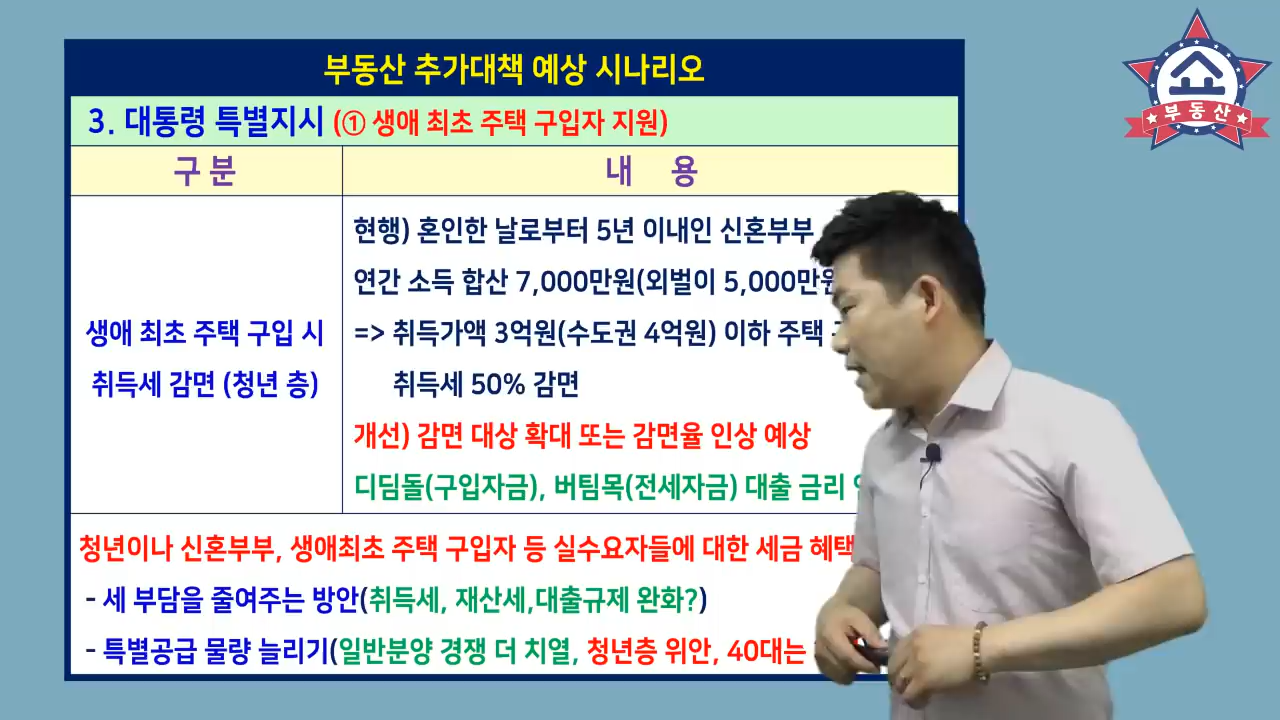 부동산 추가대책 예상 시나리오
부동산
3. 대통령 특별지시 (① 생애 최초 주택 구입자 지원)
구 분
내 용
생애 최초 주택 구입 시
취득세 감면 (청년 층)
현행) 혼인한 날로부터 5년 이내인 신혼부부
연간 소득 합산 7,000만원(외벌이 5,000만원
=> 취득가액 3억원(수도권 4억원) 이하 주택
취득세 50% 감면
개선) 감면 대상 확대 또는 감면율 인상 예상
디딤돌(구입자금), 버팀목(전세자금) 대출 금리
청년이나 신혼부부, 생애최초 주택 구입자 등 실수요자들에 대한 세금 혜택
- 세 부담을 줄여주는 방안(취득세, 재산세,대출규제 완화?)
- 특별공급 물량 늘리기(일반분양 경쟁 더 치열, 청년층 위안, 40대는